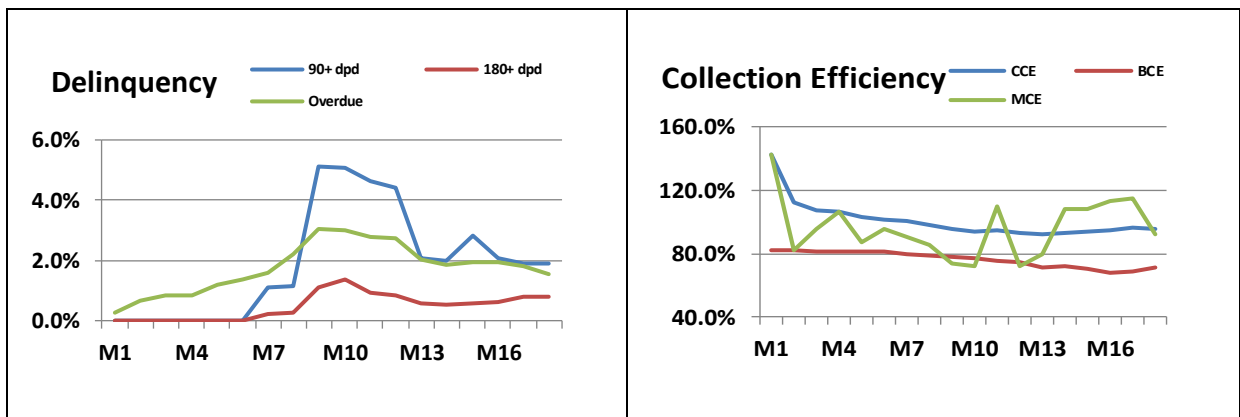 Delinquency
90+ dpd
180+ dpd
Overdue
6.0%
4.0%
2.0%
0.0%
M1 M4 M7 M10 M13 M16
Collection Efficiency
CCE
BCE
MCE
160.0%
120.0%
80.0%
40.0%
M1 M4 M7 M10 M13 M16